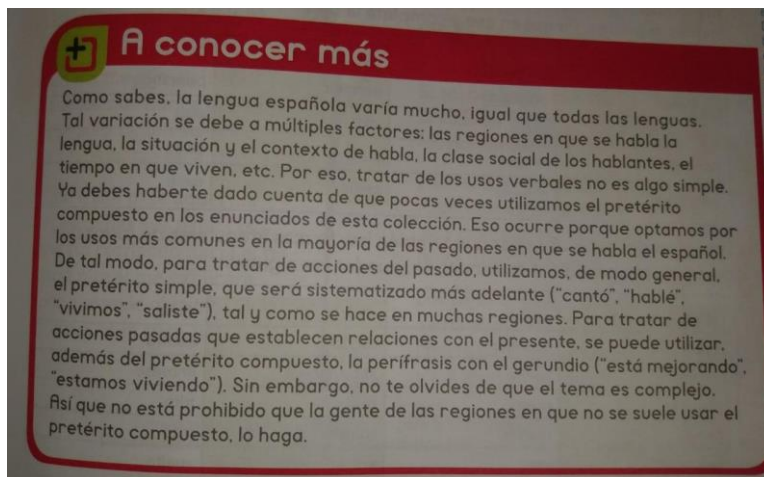 A conocer más
Como sabes, la lengua española varía mucho, igual que todas las lenguas.
Tal variación se debe a múltiples factores: las regiones en que se habla la
lengua, la situación y el contexto de habla, la clase social de los hablantes, el
tiempo en que viven, etc. Por eso, tratar de los usos verbales no es algo simple.
Ya debes haberte dado cuenta de que pocas veces utilizamos el pretérito
compuesto en los enunciados de esta colección. Eso ocurre porque optamos por
los usos más comunes en la mayoría de las regiones en que se habla el español.
De tal modo, para tratar de acciones del pasado, utilizamos, de modo general,
el pretérito simple, que será sistematizado más adelante ("cantó", "hablé",
"vivimos", "saliste"), tal y como se hace en muchas regiones. Para tratar de
acciones pasadas que establecen relaciones con el presente, se puede utilizar,
además del pretérito compuesto, la perífrasis con el gerundio ("está mejorando",
"estamos viviendo"). Sin embargo, no te olvides de que el tema es complejo.
Así que no está prohibido que la gente de las regiones en que no se suele usar el
pretérito compuesto, lo haga.